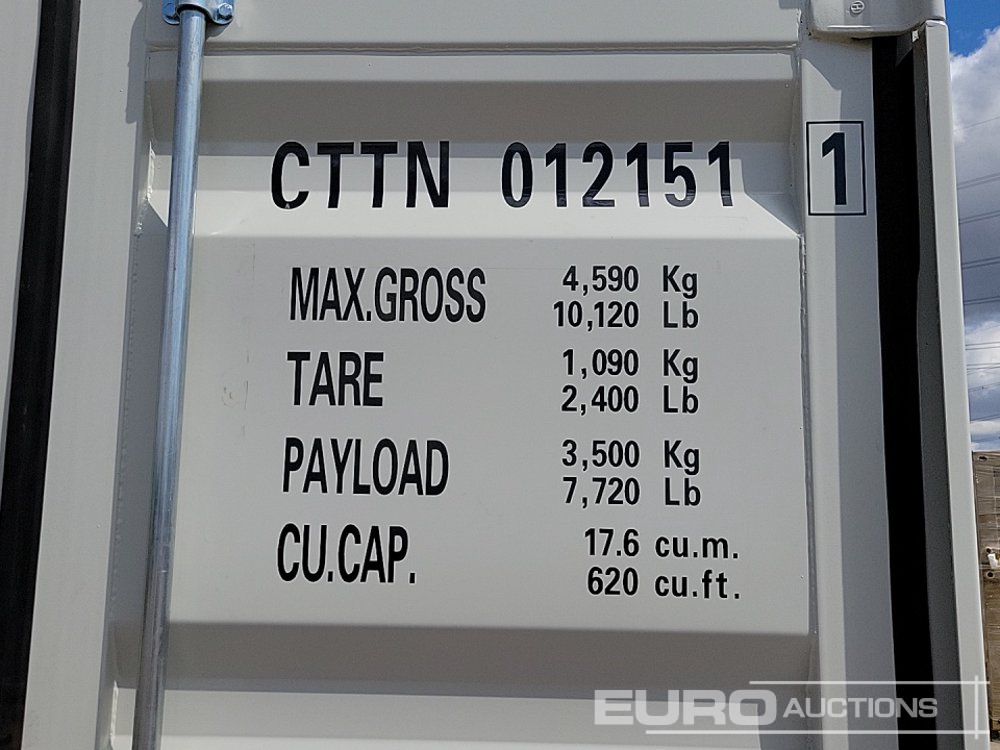 CTTN 012151 1
MAX.GROSS 4,590 Kg
10,120 Lb
TARE 1,090 Kg
2,400 Lb
PAYLOAD 3,500 Kg
7,720 Lb
CU.CAP. 17.6 cu.m.
620 cu.ft.
EURO AUCTIONS